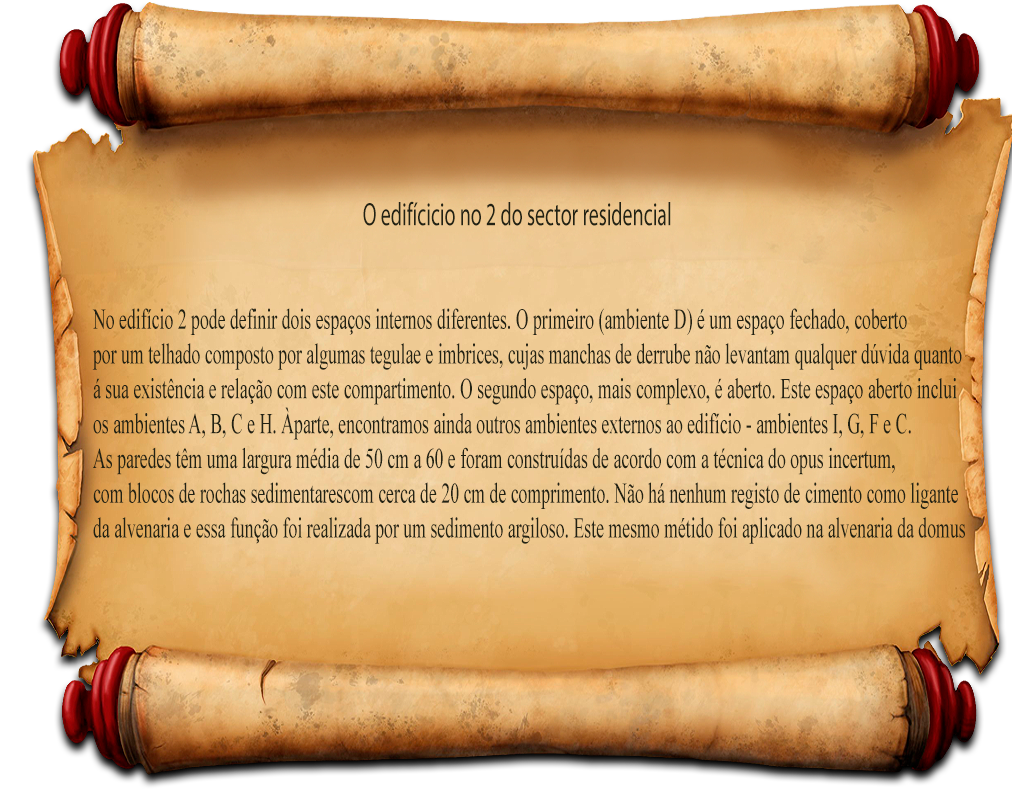 O edifícicio no 2 do sector residencial
No edifício 2 pode definir dois espaços internos diferentes. O primeiro (ambiente D) é um espaço fechado, coberto
por um telhado composto por algumas tegulae e imbrices, cujas manchas de derrube não levantam qualquer dúvida quanto
á sua existência e relação com este compartimento. O segundo espaço, mais complexo, é aberto. Este espaço aberto inclui
os ambientes A, B, C e H. Àparte, encontramos ainda outros ambientes externos ao edifício - ambientes I, G, F e C.
As paredes têm uma largura média de 50 cm a 60 e foram construídas de acordo com a técnica do opus incertum,
com blocos de rochas sedimentarescom cerca de 20 cm de comprimento. Não há nenhum registo de cimento como ligante
da alvenaria e essa função foi realizada por um sedimento argiloso. Este mesmo métido foi aplicado na alvenaria da domus